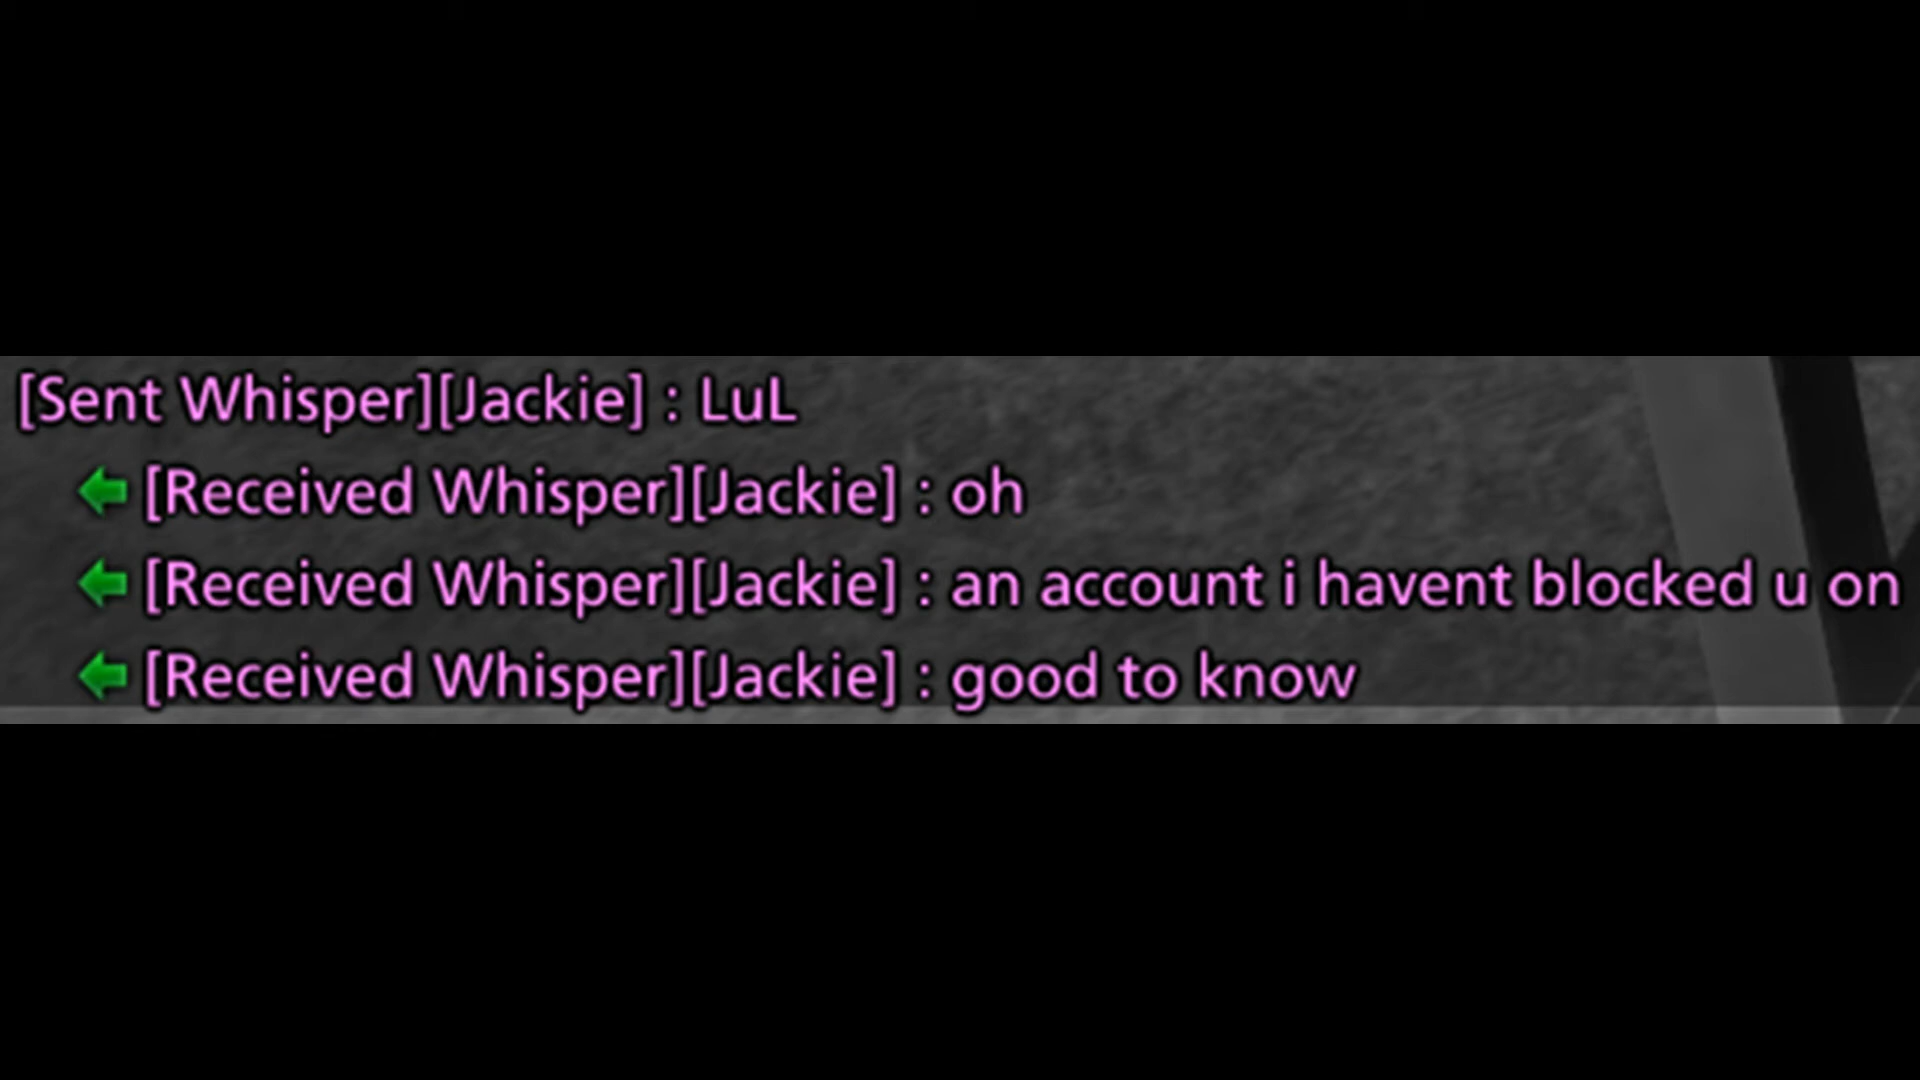 [Sent Whisper][Jackie] : LuL
[Received Whisper][Jackie] : oh
[Received Whisper][Jackie] : an account i havent blocked u on
[Received Whisper][Jackie] : good to know